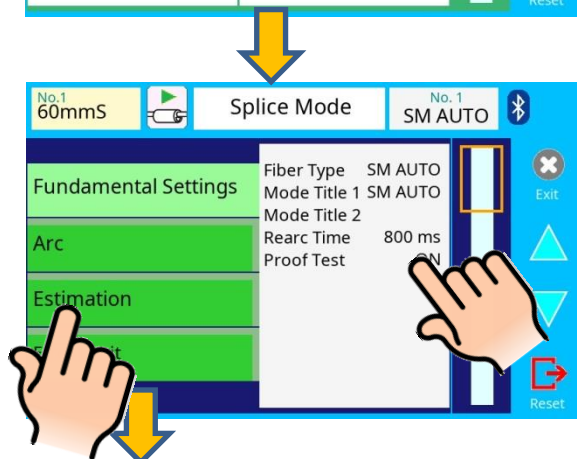 Reset
No.1
60mmS
Splice Mode
No. 1
SM AUTO
Exit
Fundamental Settings
Arc
Estimation
Fiber Type SM AUTO
Mode Title 1 SM AUTO
Mode Title 2
Rearc Time 800 ms
Proof Test ON
Reset